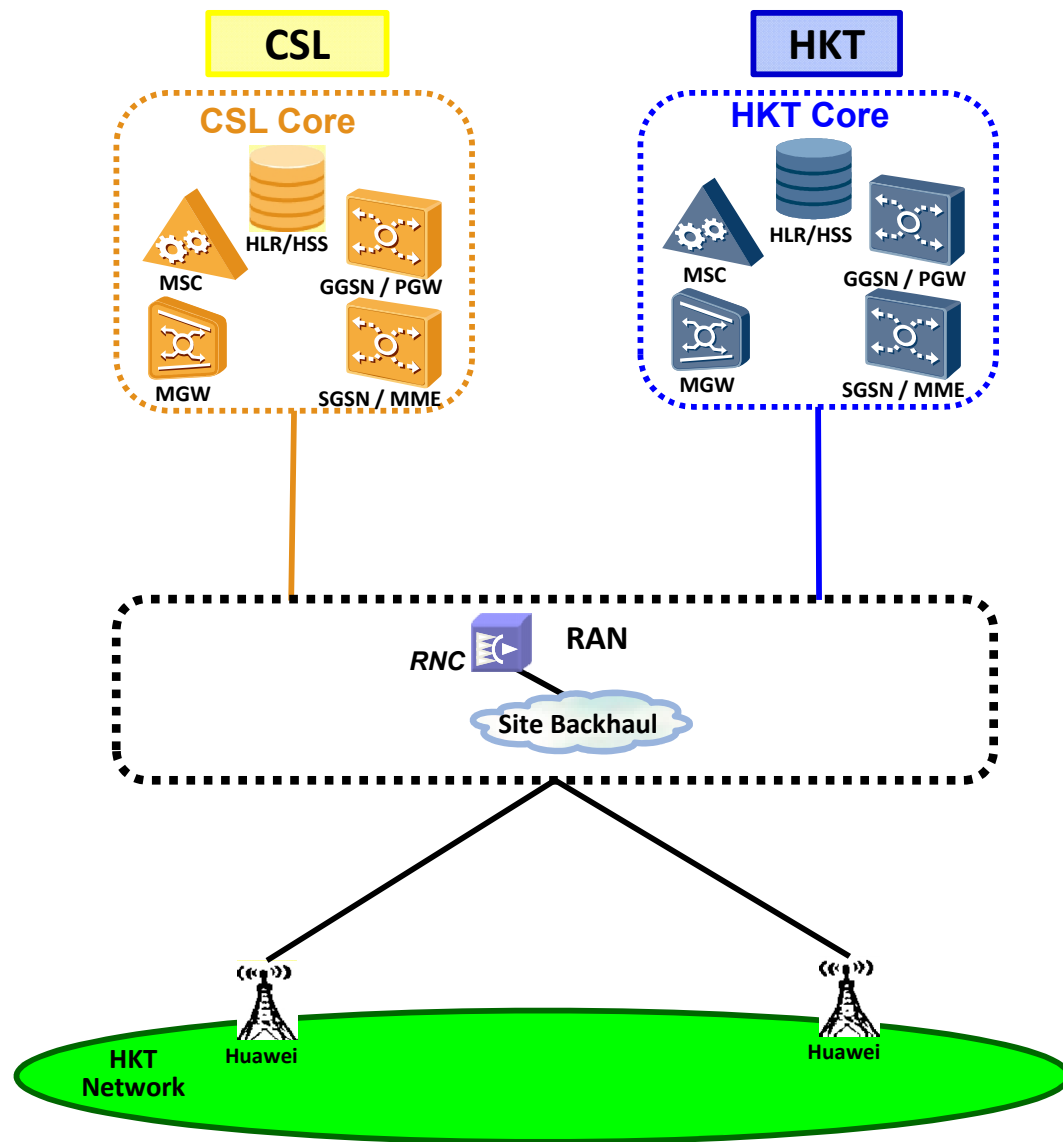 CSL
HKT
CSL Core
HKT Core
HLR/HSS
HLR/HSS
MSC
GGSN / PGW
MSC
GGSN / PGW
MGW
SGSN / MME
MGW
SGSN / MME
RAN
RNC
Site Backhaul
HKT
Network
Huawei
Huawei